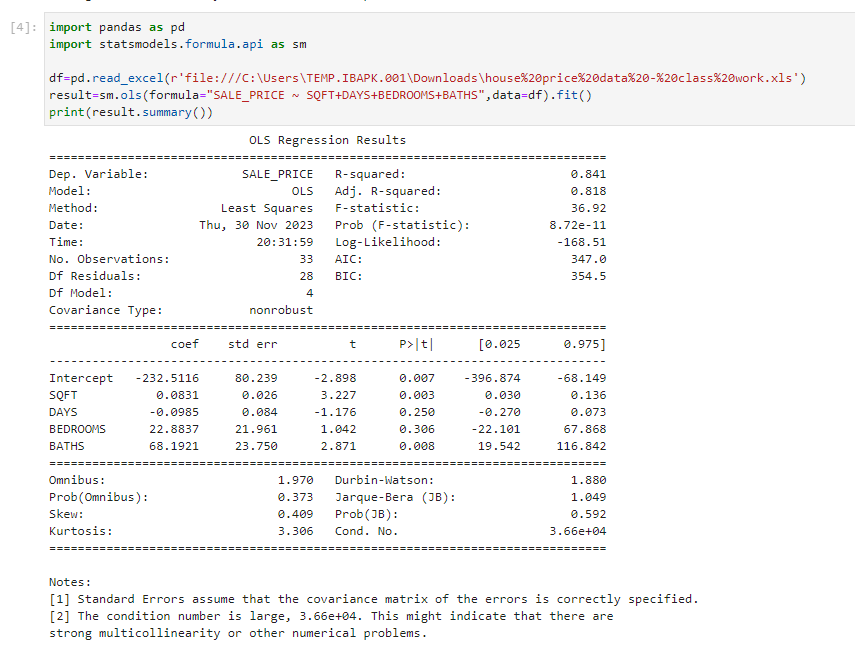 [4]: import pandas as pd
import statsmodels.formula.api as sm
df=pd.read_excel(r'file:///C:\Users\TEMP.IBAPK.001\Downloads\house%20price%20data%20-%20class%20work.xls')
result=sm.ols(formula="SALE_PRICE ~ SQFT+DAYS+BEDROOMS+BATHS",data=df).fit()
print(result.summary())
OLS Regression Results
==============================================================================
Dep. Variable: SALE_PRICE R-squared: 0.841
Model: OLS Adj. R-squared: 0.818
Method: Least Squares F-statistic: 36.92
Date: Thu, 30 Nov 2023 Prob (F-statistic): 8.72e-11
Time: 20:31:59 Log-Likelihood: -168.51
No. Observations: 33 AIC: 347.0
Df Residuals: 28 BIC: 354.5
Df Model: 4
Covariance Type: nonrobust
==============================================================================
coef std err t P>|t| [0.025 0.975]
------------------------------------------------------------------------------
Intercept -232.5116 80.239 -2.898 0.007 -396.874 -68.149
SQFT 0.0831 0.026 3.227 0.003 0.030 0.136
DAYS -0.0985 0.084 -1.176 0.250 -0.270 0.073
BEDROOMS 22.8837 21.961 1.042 0.306 -22.101 67.868
BATHS 68.1921 23.750 2.871 0.008 19.542 116.842
==============================================================================
Omnibus: 1.970 Durbin-Watson: 1.880
Prob(Omnibus): 0.373 Jarque-Bera (JB): 1.049
Skew: 0.409 Prob(JB): 0.592
Kurtosis: 3.306 Cond. No. 3.66e+04
==============================================================================
Notes:
[1] Standard Errors assume that the covariance matrix of the errors is correctly specified.
[2] The condition number is large, 3.66e+04. This might indicate that there are
strong multicollinearity or other numerical problems.